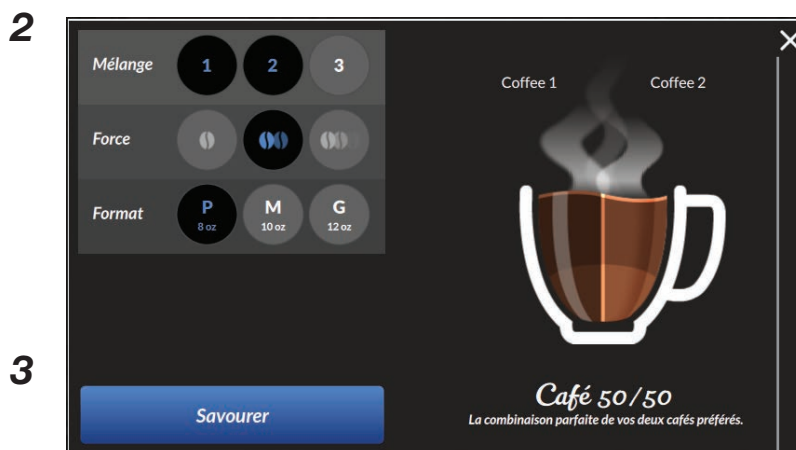 2
Mélange 1 2 3
Coffee 1 Coffee 2
Force
Format P M G
8 oz 10 oz 12 oz
3
Savourer
Café 50/50
La combinaison parfaite de vos deux cafés préférés.